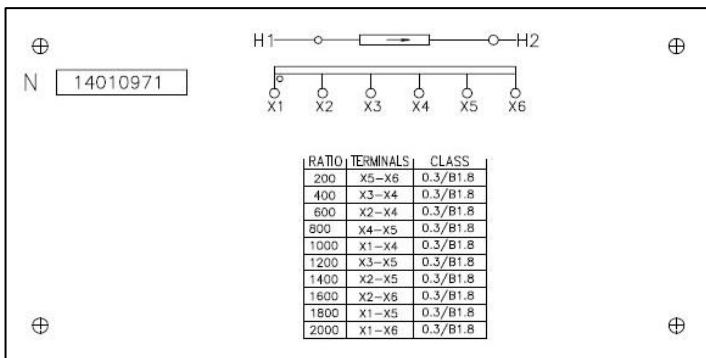 H1 H2
N 14010971
X1 X2 X3 X4 X5 X6
RATIO TERMINALS CLASS
200 X5-X6 0.3/B1.8
400 X3-X4 0.3/B1.8
600 X2-X4 0.3/B1.8
800 X4-X5 0.3/B1.8
1000 X1-X4 0.3/B1.8
1200 X3-X5 0.3/B1.8
1400 X2-X5 0.3/B1.8
1600 X2-X6 0.3/B1.8
1800 X1-X5 0.3/B1.8
2000 X1-X6 0.3/B1.8